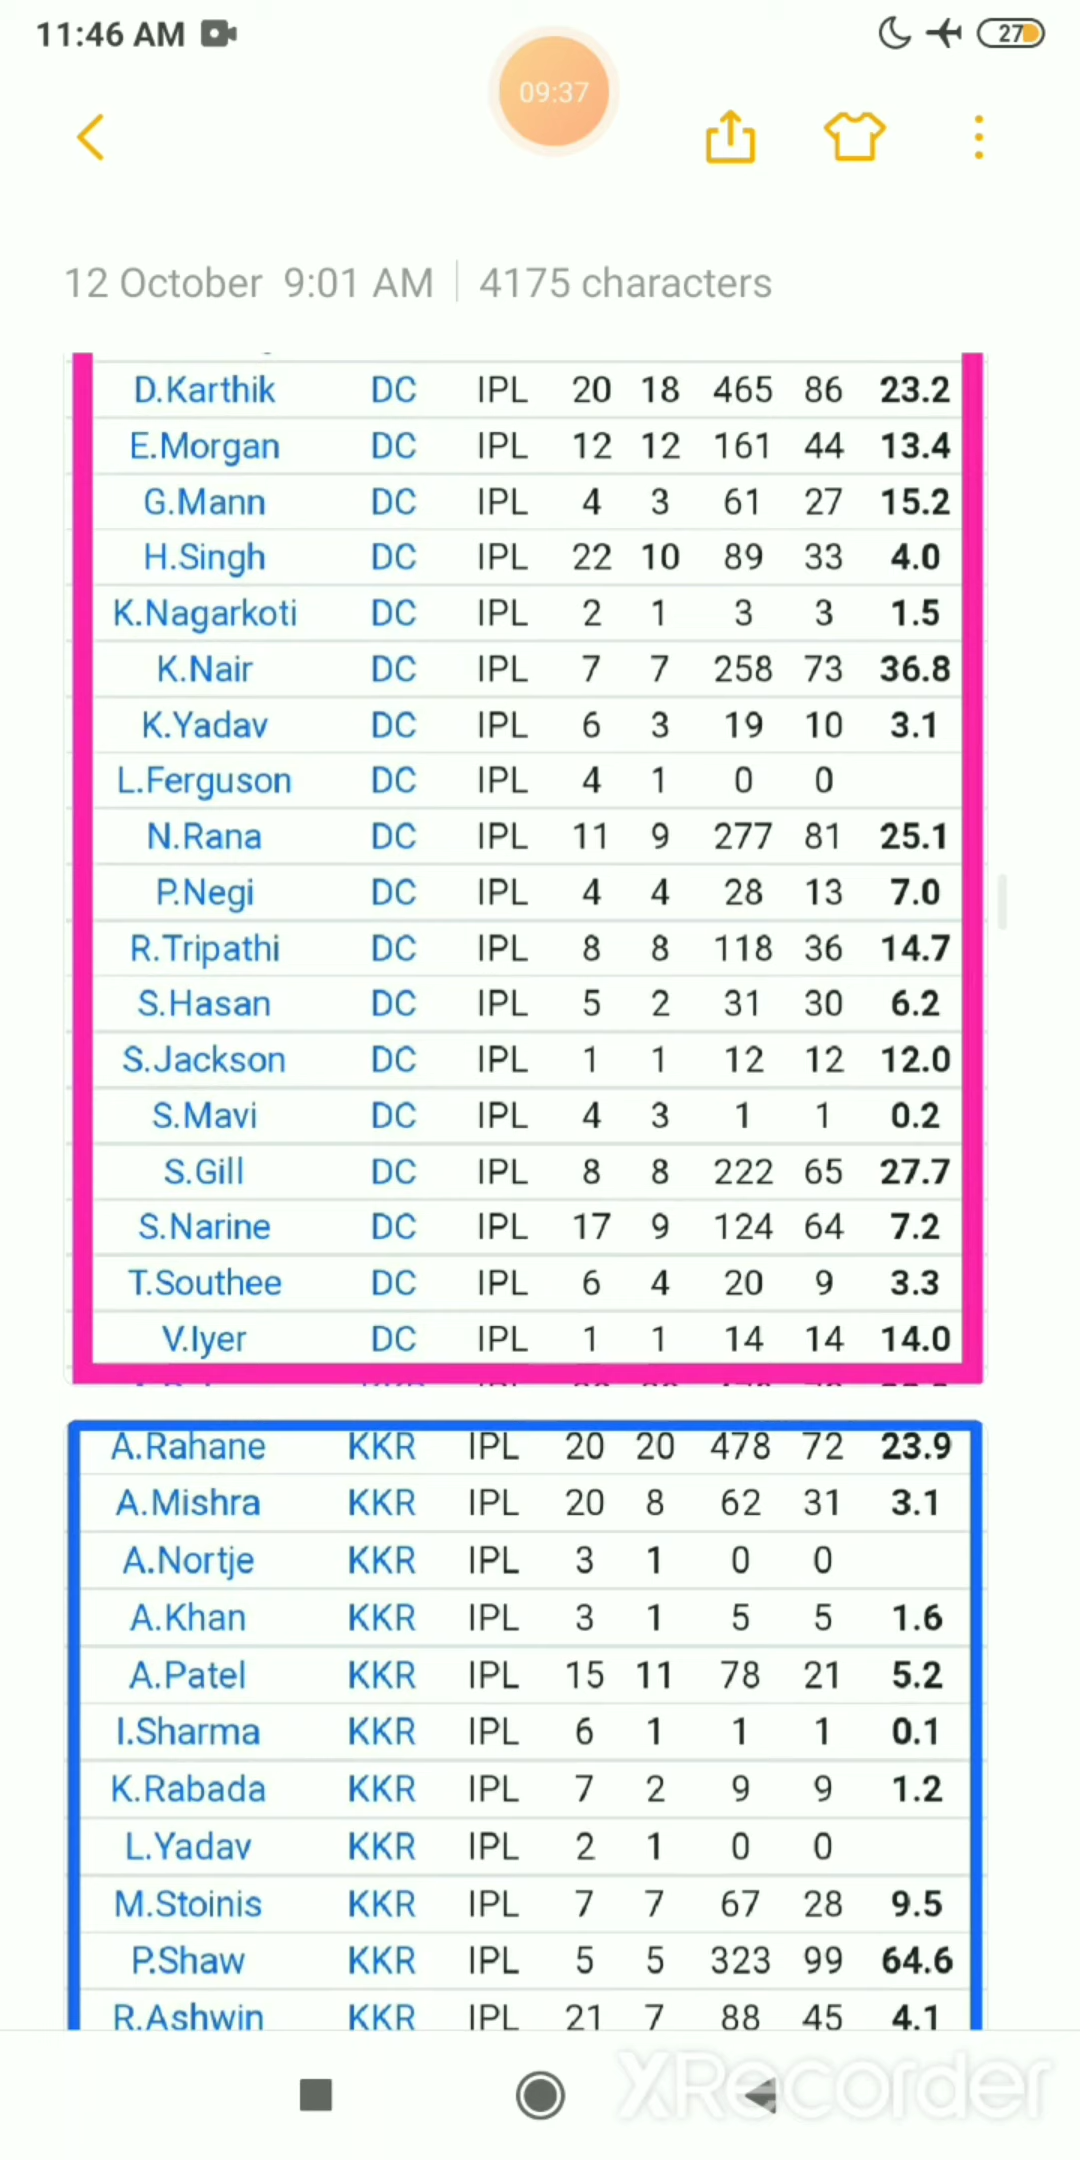 11:46 AM 27
09:37
12 October 9:01 AM 4175 characters
D.Karthik DC IPL 20 18 465 86 23.2
E.Morgan DC IPL 12 12 161 44 13.4
G.Mann DC IPL 4 3 61 27 15.2
H.Singh DC IPL 22 10 89 33 4.0
K.Nagarkoti DC IPL 2 1 3 3 1.5
K.Nair DC IPL 7 7 258 73 36.8
K.Yadav DC IPL 6 3 19 10 3.1
L.Ferguson DC IPL 4 1 0 0
N.Rana DC IPL 11 9 277 81 25.1
P.Negi DC IPL 4 4 28 13 7.0
R.Tripathi DC IPL 8 8 118 36 14.7
S.Hasan DC IPL 5 2 31 30 6.2
S.Jackson DC IPL 1 1 12 12 12.0
S.Mavi DC IPL 4 3 1 1 0.2
S.Gill DC IPL 8 8 222 65 27.7
S.Narine DC IPL 17 9 124 64 7.2
T.Southee DC IPL 6 4 20 9 3.3
V.Iyer DC IPL 1 1 14 14 14.0
A.Rahane KKR IPL 20 20 478 72 23.9
A.Mishra KKR IPL 20 8 62 31 3.1
A.Nortje KKR IPL 3 1 0 0
A.Khan KKR IPL 3 1 5 5 1.6
A.Patel KKR IPL 15 11 78 21 5.2
I.Sharma KKR IPL 6 1 1 1 0.1
K.Rabada KKR IPL 7 2 9 9 1.2
L.Yadav KKR IPL 2 1 0 0
M.Stoinis KKR IPL 7 7 67 28 9.5
P.Shaw KKR IPL 5 5 323 99 64.6
R.Ashwin KKR IPL 21 7 88 45 4.1
XRecorder